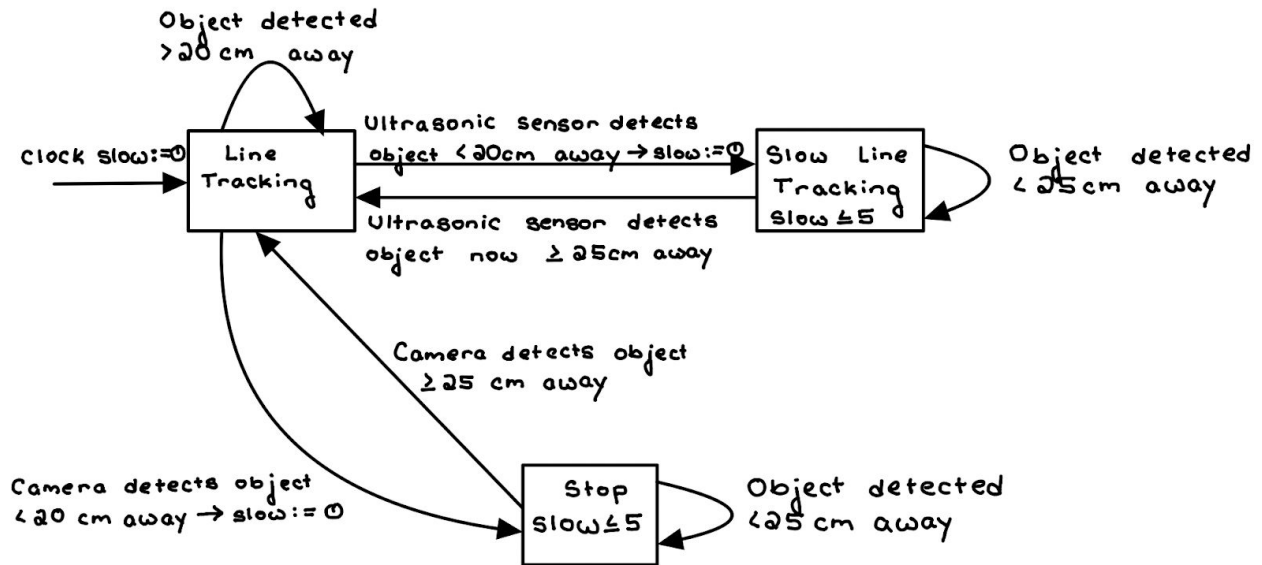 Object detected
>20 cm away
Clock slow:=0
Line
Tracking
Ultrasonic sensor detects
object <20cm away → slow:=0
Slow Line
Tracking
slow≤5
Object detected
<25cm away
Ultrasonic sensor detects
object now ≥25cm away
Camera detects object
≥25 cm away
Camera detects object
<20 cm away → slow:=0
Stop
slow≤5
Object detected
<25cm away